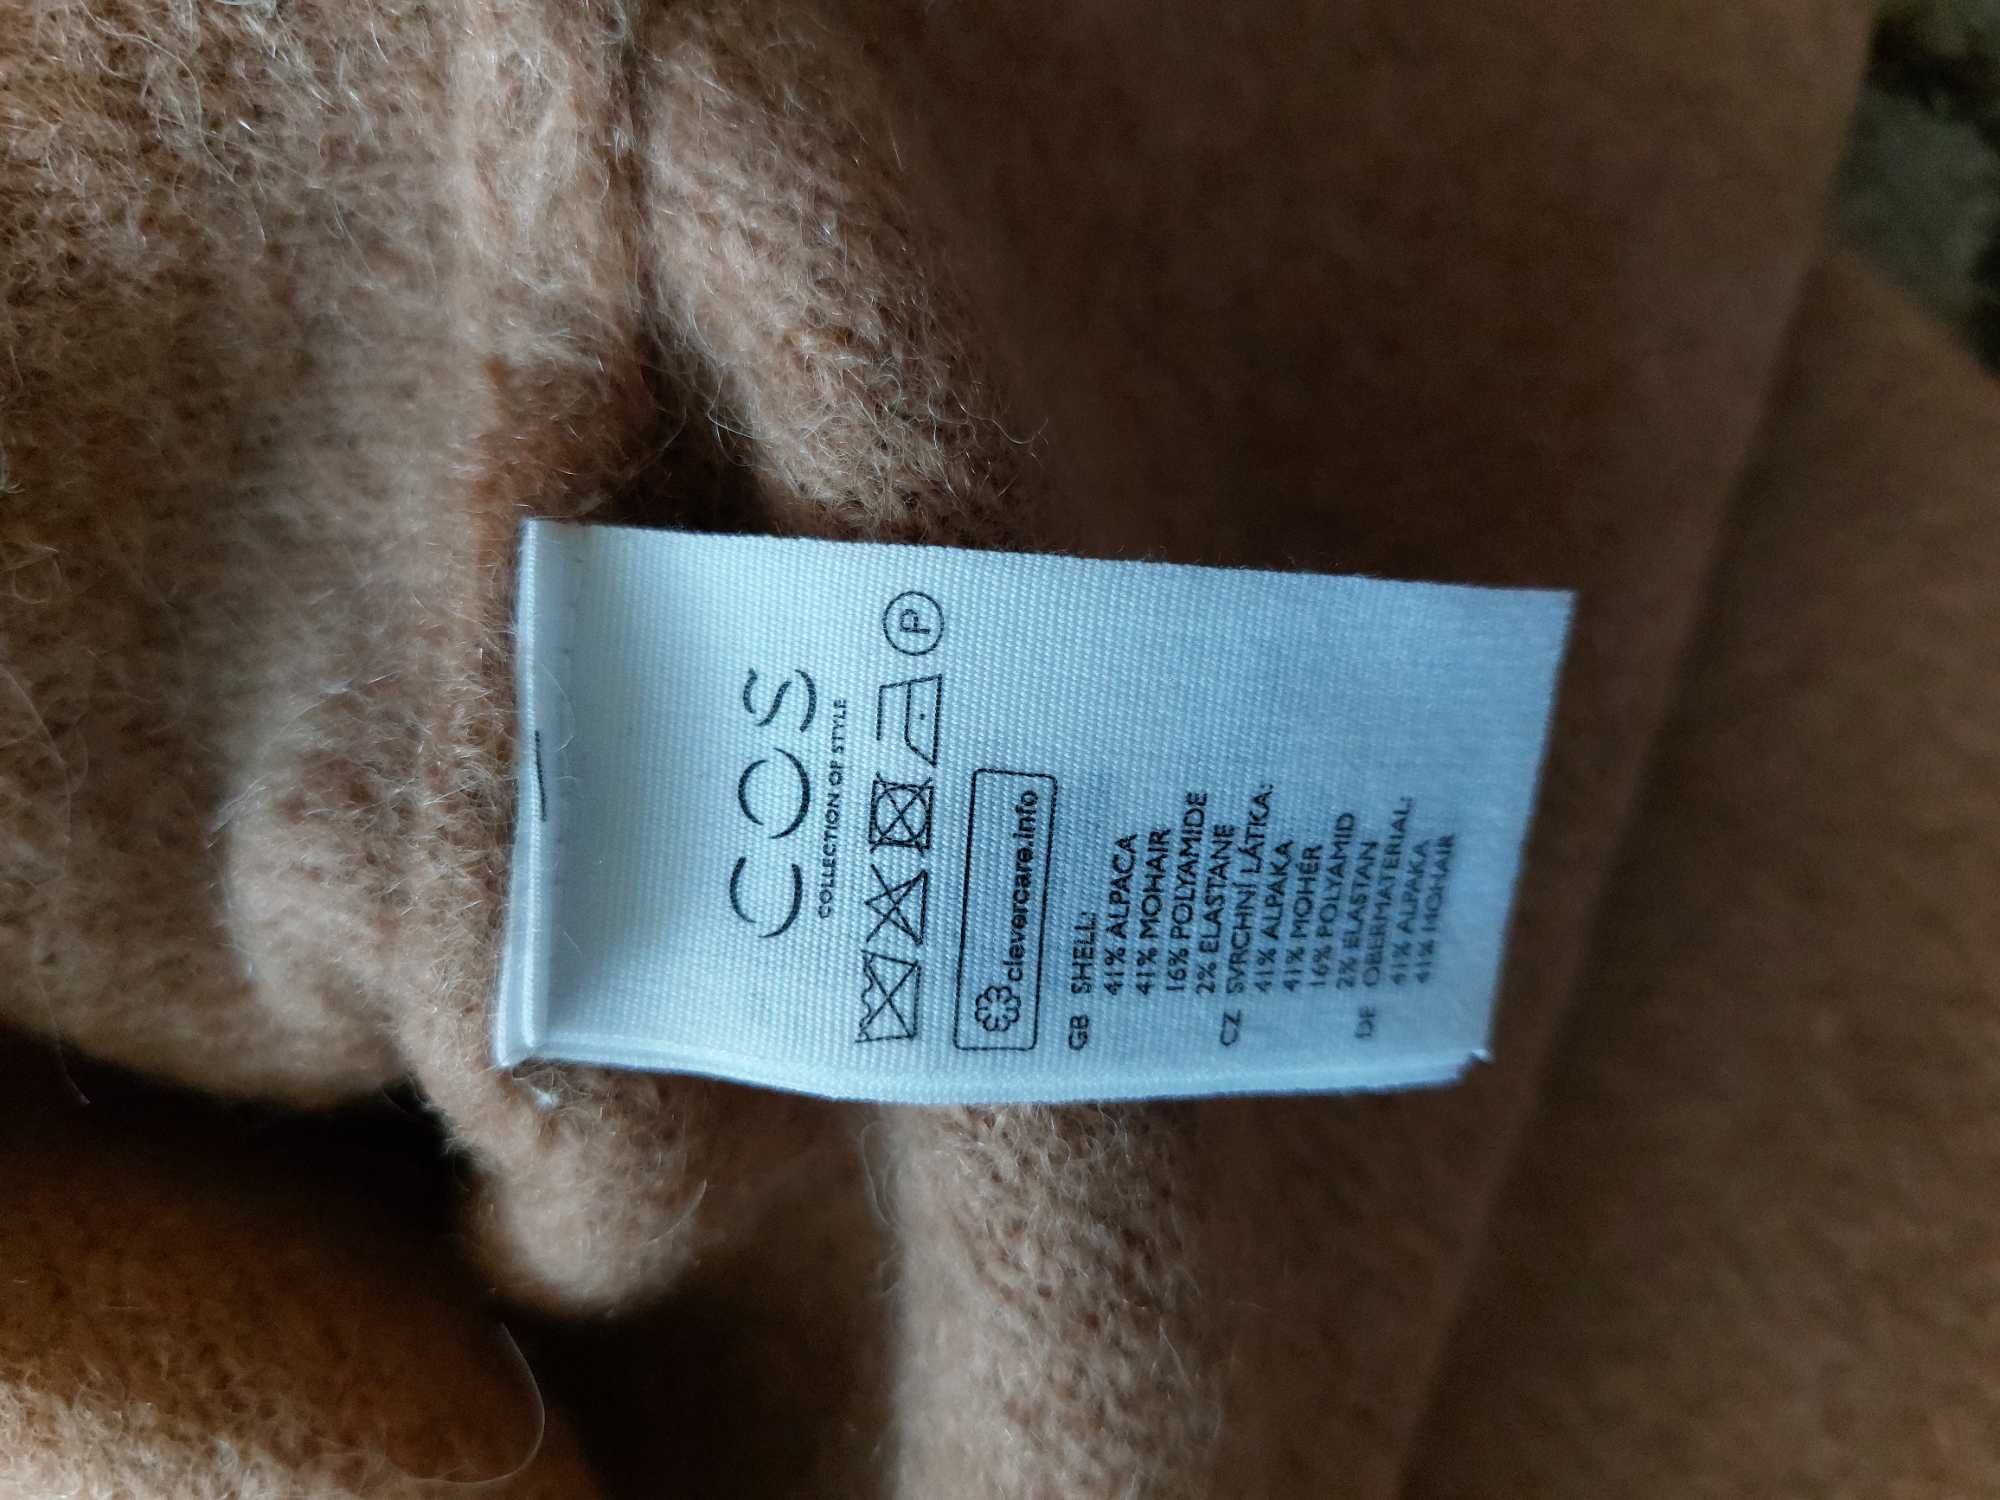 COS
COLLECTION OF STYLE
P
clevercare.info
GB SHELL:
41% ALPACA
41% MOHAIR
16% POLYAMIDE
2% ELASTANE
CZ SVRCHNÍ LÁTKA:
41% ALPAKA
41% MOHÉR
16% POLYAMID
2% ELASTAN
DE OBERMATERIAL:
41% ALPAKA
41% MOHAIR